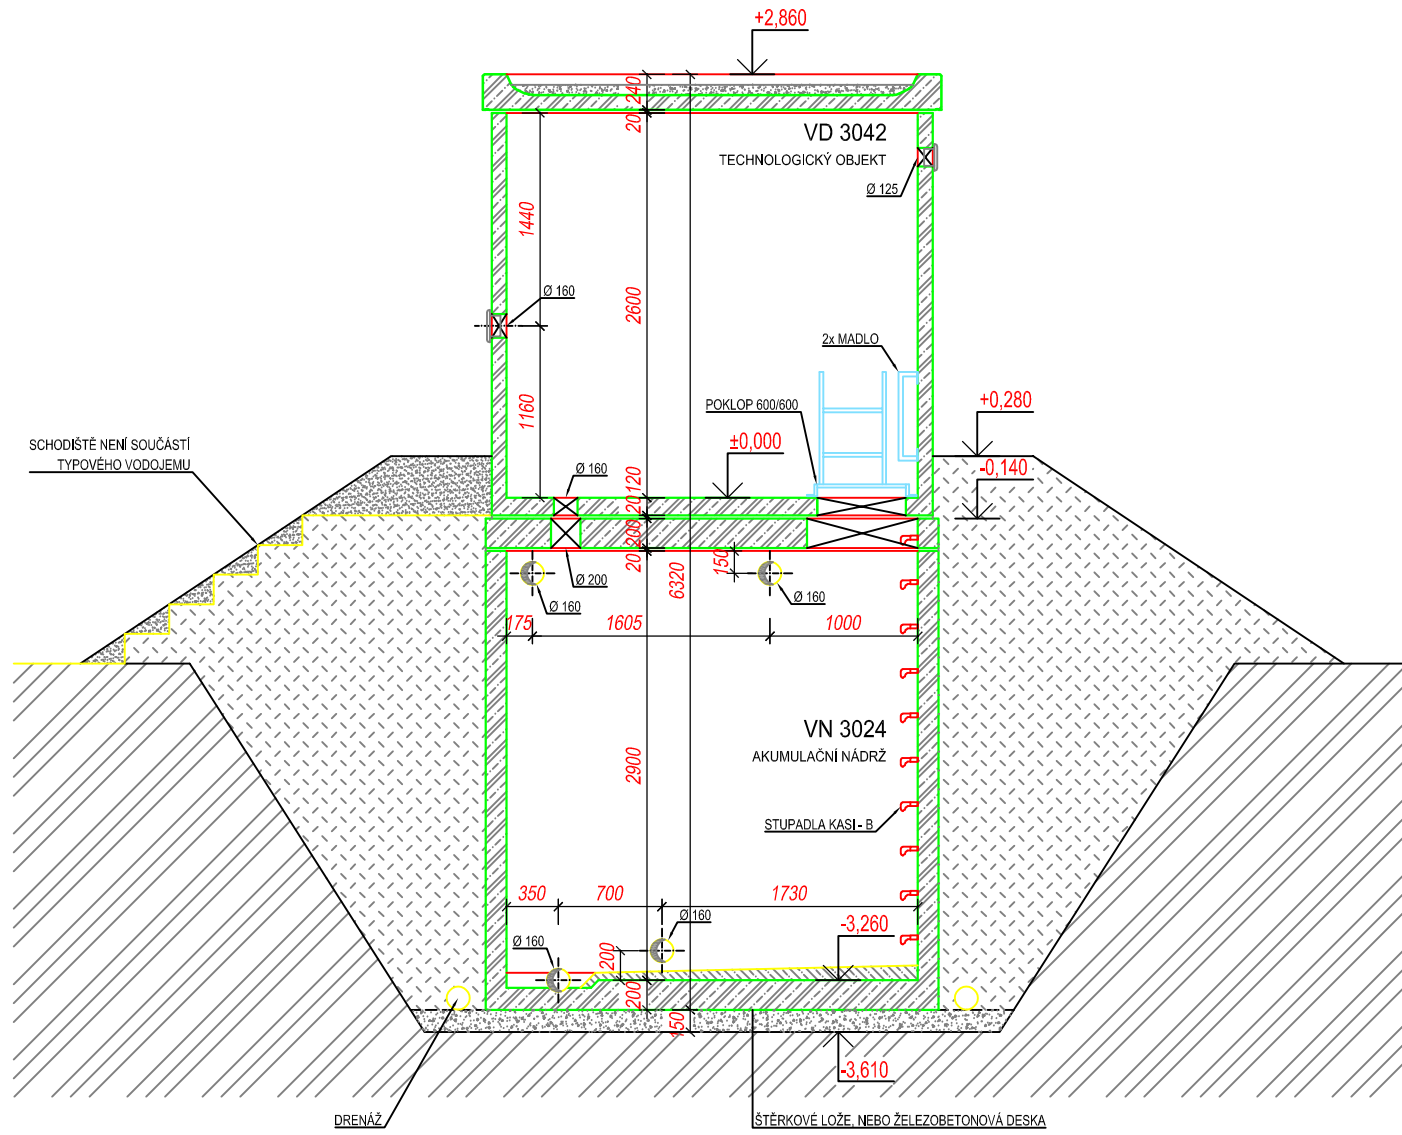 +2,860
240
20
VD 3042
TECHNOLOGICKÝ OBJEKT
Ø 125
1440
2600
Ø 160
2x MADLO
1160
POKLOP 600/600
+0,280
±0,000
-0,140
SCHODIŠTĚ NENÍ SOUČÁSTÍ
TYPOVÉHO VODOJEMU
Ø 160
120
20
200
20
150
6320
Ø 200
Ø 160
Ø 160
175
1605
1000
VN 3024
AKUMULAČNÍ NÁDRŽ
2900
STUPADLA KASI - B
350
700
1730
Ø 160
-3,260
Ø 160
200
200
150
-3,610
DRENÁŽ
ŠTĚRKOVÉ LOŽE, NEBO ŽELEZOBETONOVÁ DESKA